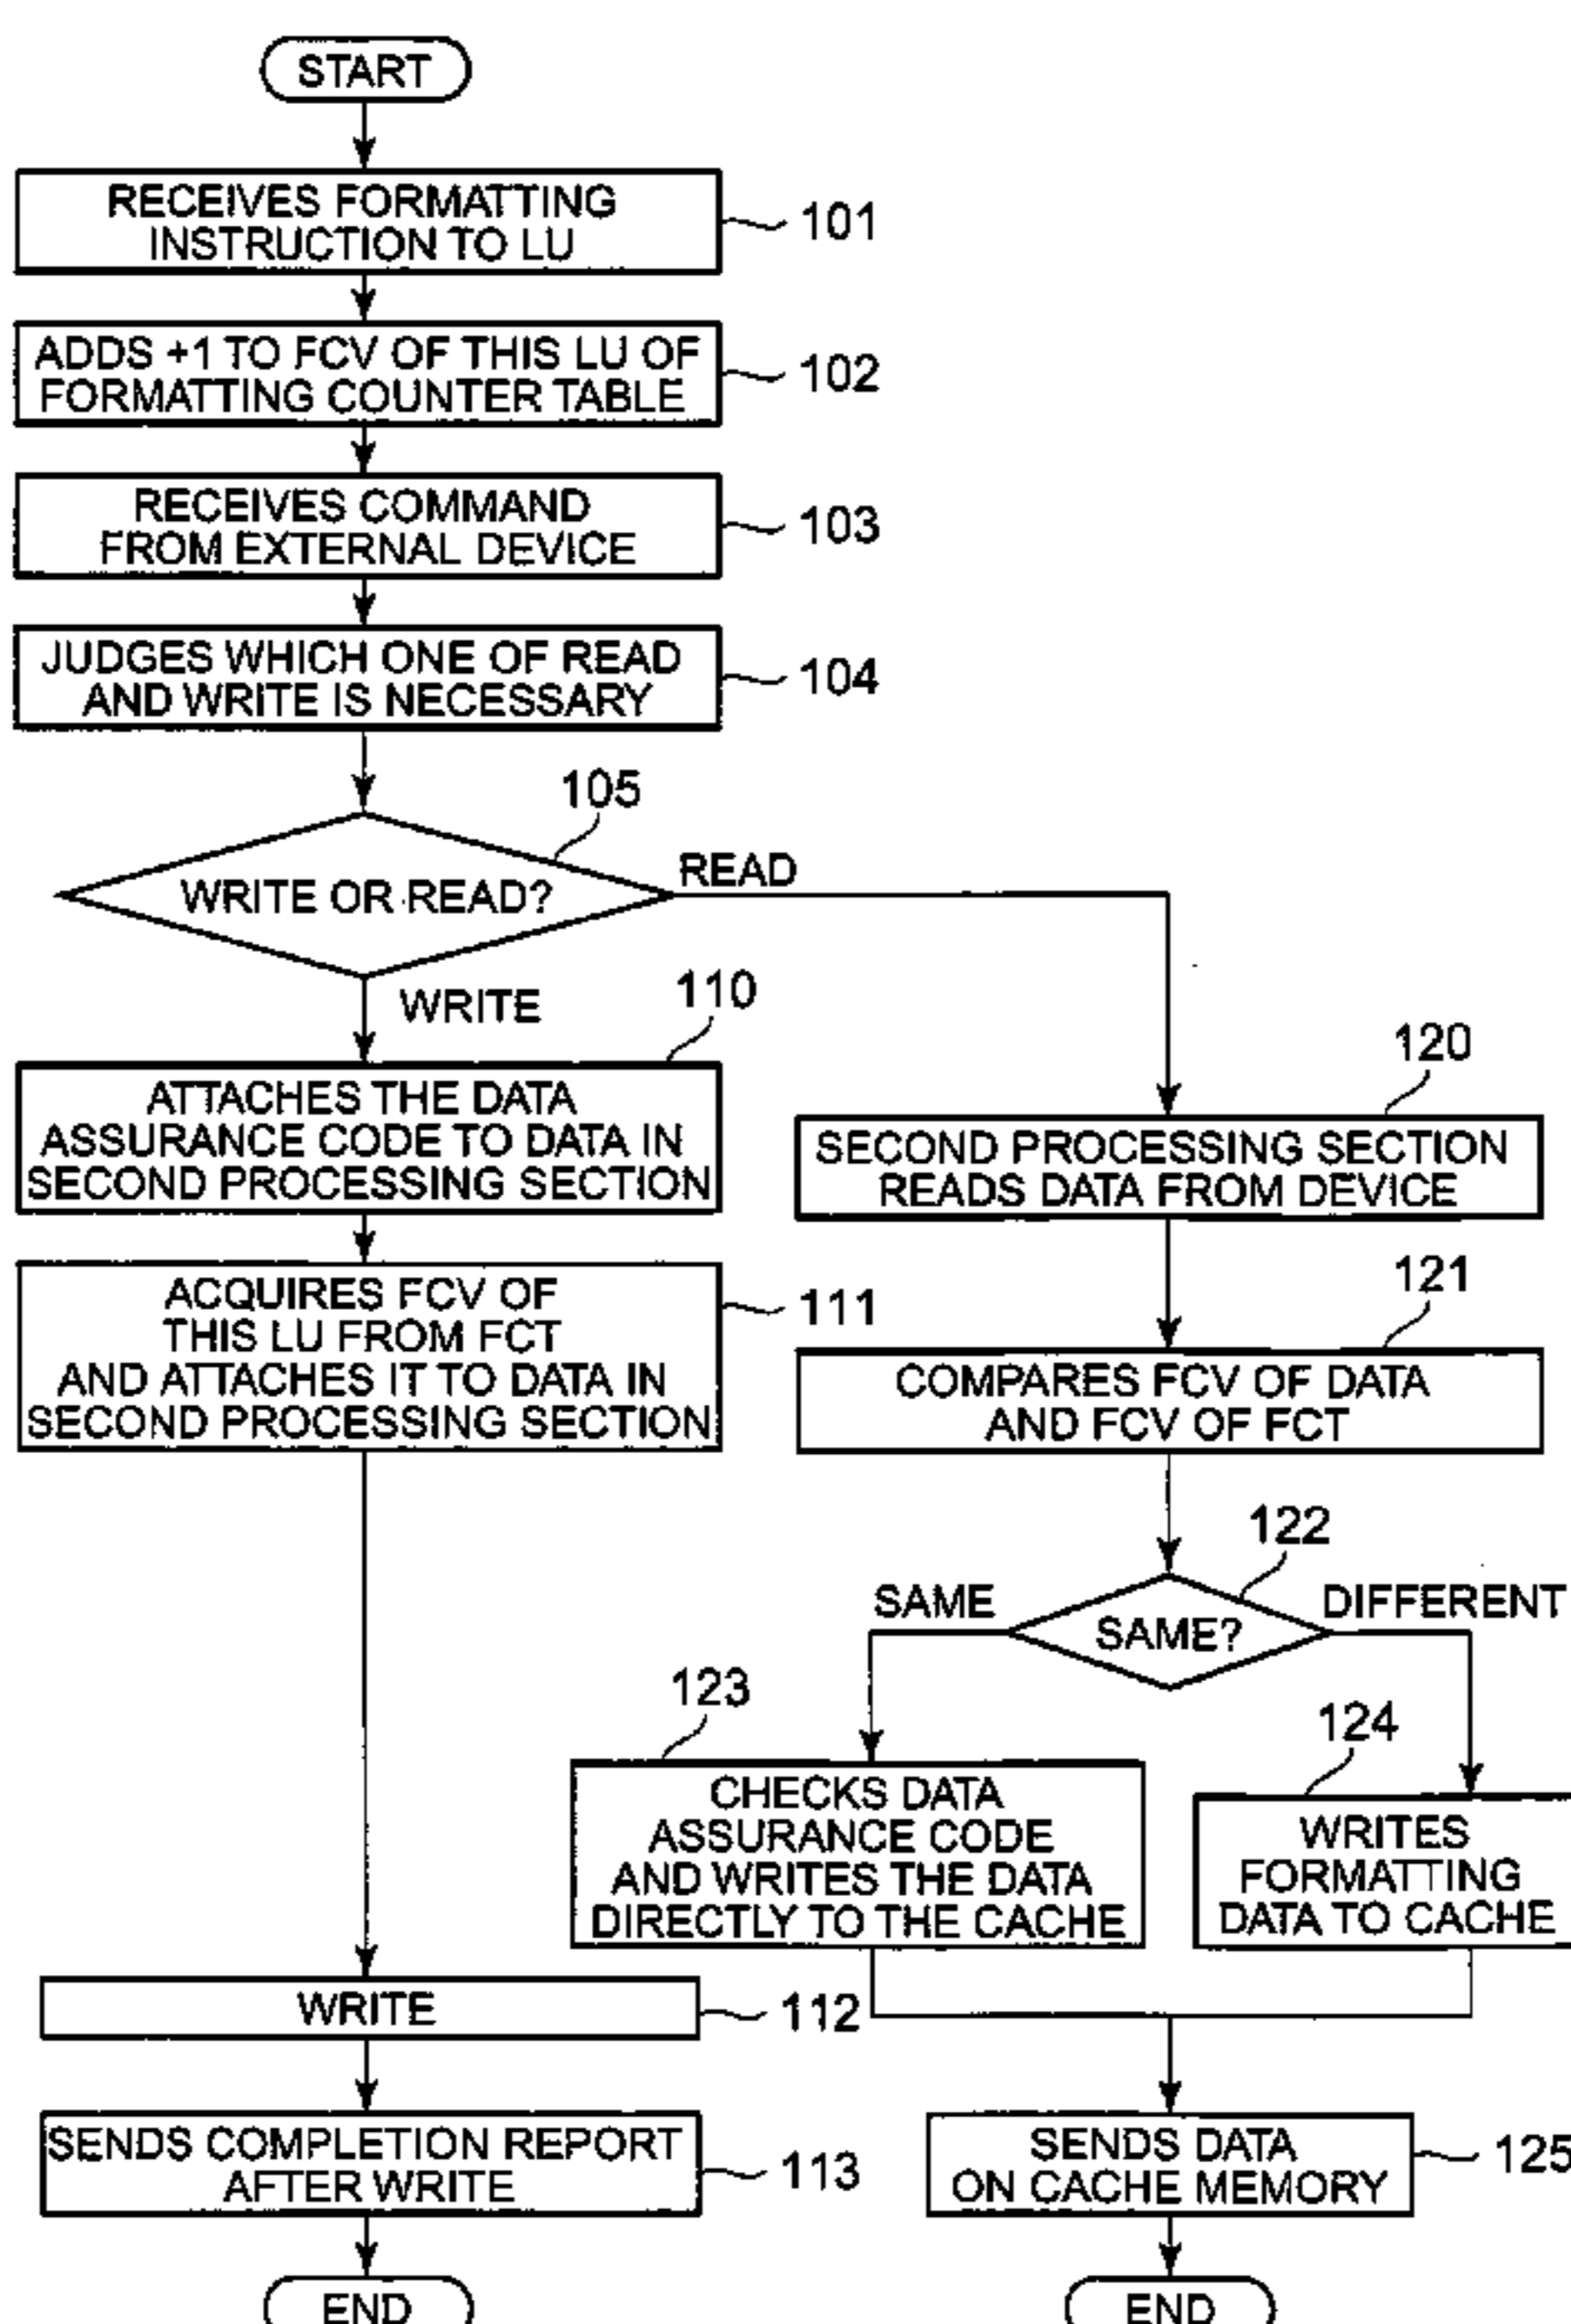 START
RECEIVES FORMATTING
INSTRUCTION TO LU
101
ADDS +1 TO FCV OF THIS LU OF
FORMATTING COUNTER TABLE
102
RECEIVES COMMAND
FROM EXTERNAL DEVICE
103
JUDGES WHICH ONE OF READ
AND WRITE IS NECESSARY
104
105
WRITE OR READ?
READ
WRITE
110
ATTACHES THE DATA
ASSURANCE CODE TO DATA IN
SECOND PROCESSING SECTION
ACQUIRES FCV OF
THIS LU FROM FCT
AND ATTACHES IT TO DATA IN
SECOND PROCESSING SECTION
111
120
SECOND PROCESSING SECTION
READS DATA FROM DEVICE
121
COMPARES FCV OF DATA
AND FCV OF FCT
122
SAME
SAME?
DIFFERENT
123
CHECKS DATA
ASSURANCE CODE
AND WRITES THE DATA
DIRECTLY TO THE CACHE
124
WRITES
FORMATTING
DATA TO CACHE
WRITE
112
SENDS COMPLETION REPORT
AFTER WRITE
113
SENDS DATA
ON CACHE MEMORY
125
END
END